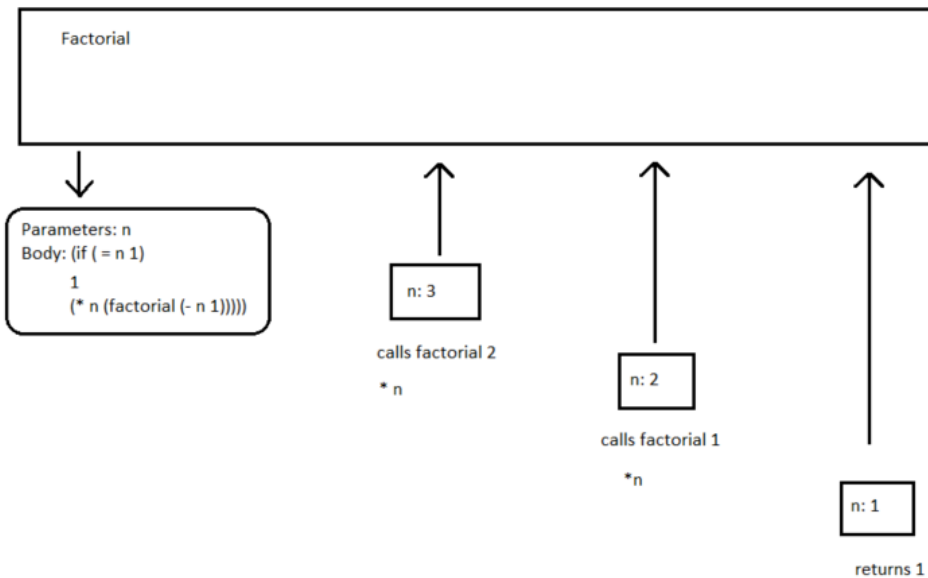 Factorial
Parameters: n
Body: (if ( = n 1)
1
(* n (factorial (- n 1)))))
n: 3
calls factorial 2
* n
n: 2
calls factorial 1
*n
n: 1
returns 1